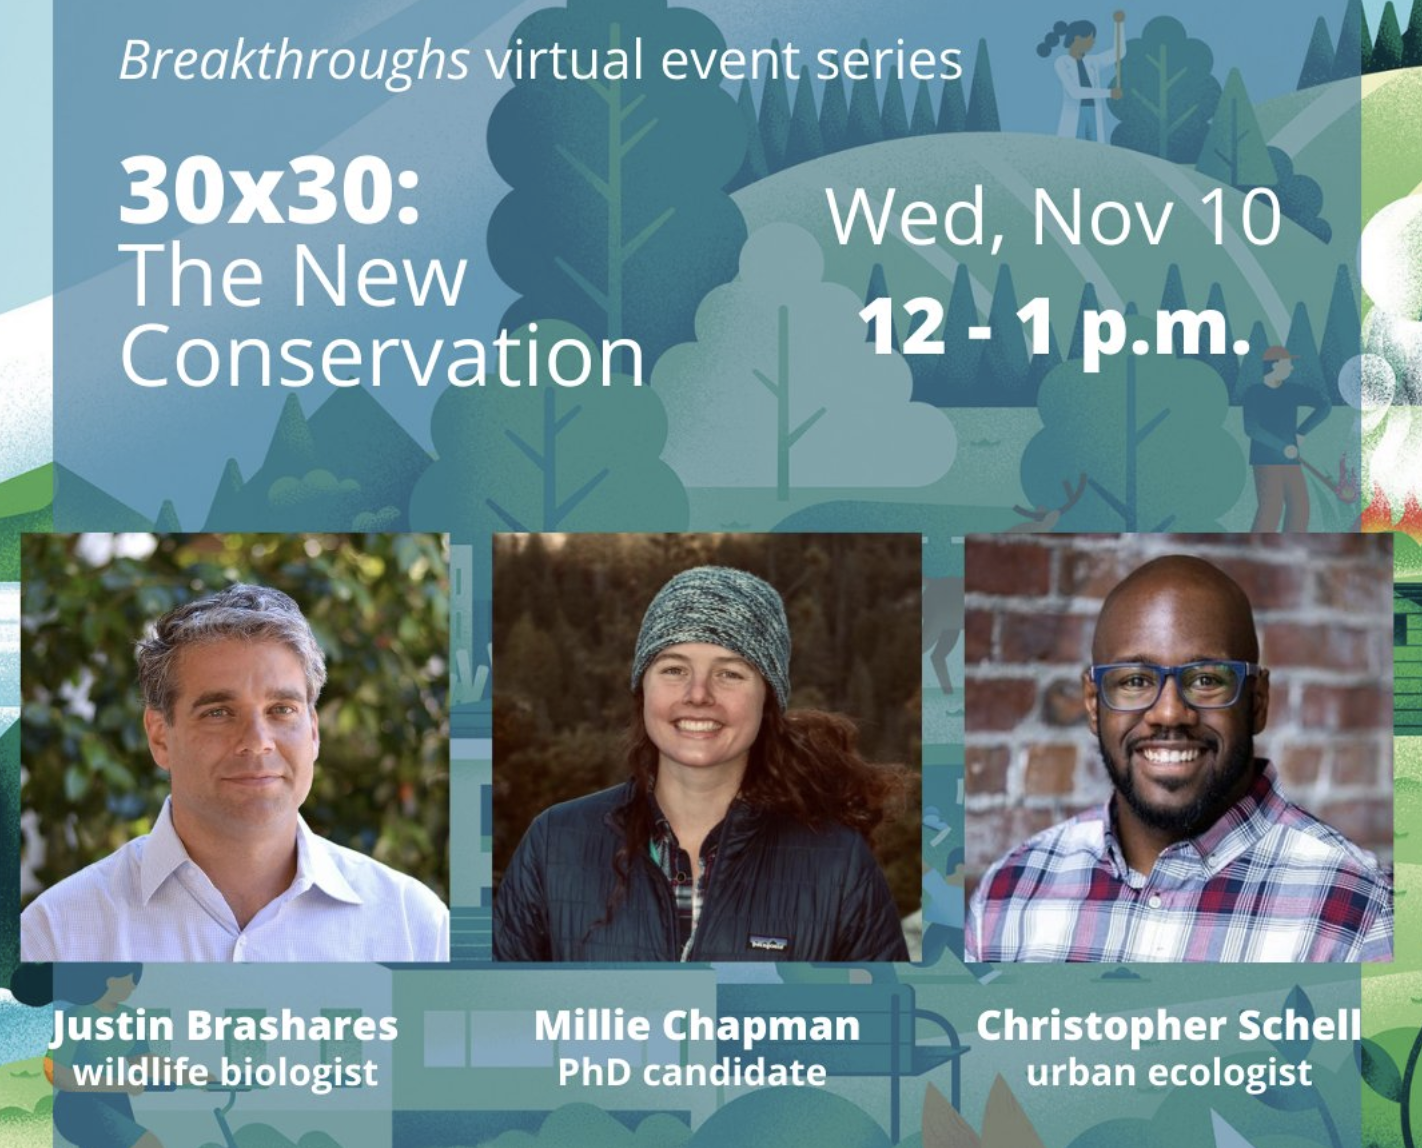 Breakthroughs virtual event series
30x30:
The New
Conservation
Wed, Nov 10
12 - 1 p.m.
patagonia
Justin Brashares
wildlife biologist
Millie Chapman
PhD candidate
Christopher Schell
urban ecologist